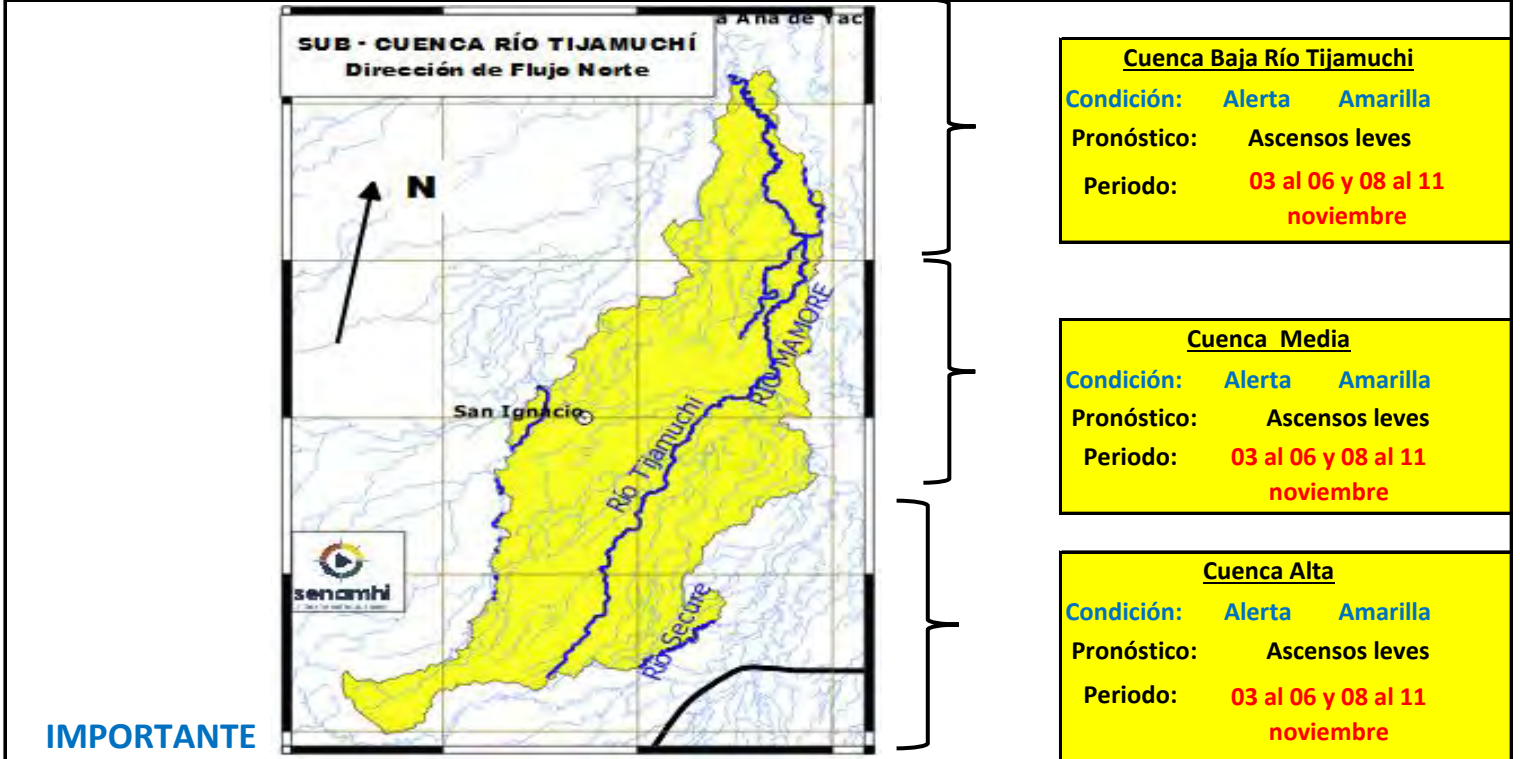 a Ana de Yac
SUB - CUENCA RÍO TIJAMUCHÍ
Dirección de Flujo Norte
N
San Ignacio
Río Tijamuchi
RÍO MAMORE
Río Secure
senamhi
IMPORTANTE
Cuenca Baja Río Tijamuchi
Condición: Alerta Amarilla
Pronóstico: Ascensos leves
Periodo: 03 al 06 y 08 al 11
noviembre
Cuenca Media
Condición: Alerta Amarilla
Pronóstico: Ascensos leves
Periodo: 03 al 06 y 08 al 11
noviembre
Cuenca Alta
Condición: Alerta Amarilla
Pronóstico: Ascensos leves
Periodo: 03 al 06 y 08 al 11
noviembre